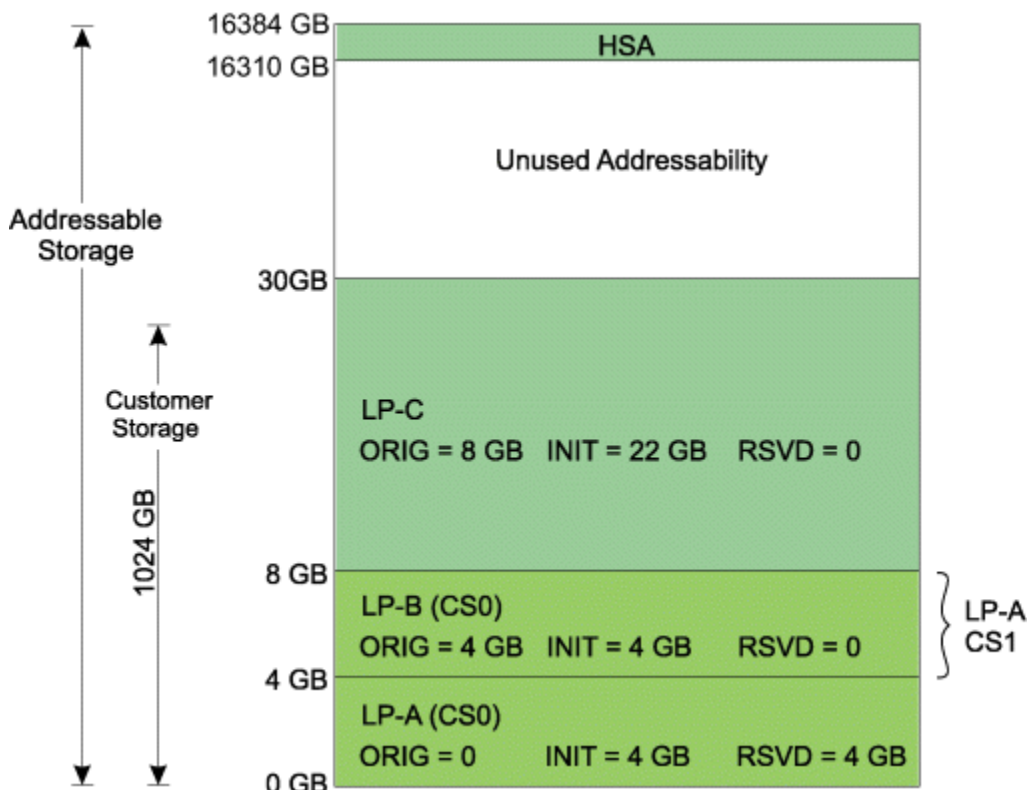 16384 GB
HSA
16310 GB
Unused Addressability
Addressable
Storage
30GB
Customer
Storage
1024 GB
LP-C
ORIG = 8 GB INIT = 22 GB RSVD = 0
8 GB
LP-B (CS0)
ORIG = 4 GB INIT = 4 GB RSVD = 0
LP-A
CS1
4 GB
LP-A (CS0)
ORIG = 0 INIT = 4 GB RSVD = 4 GB
0 GB